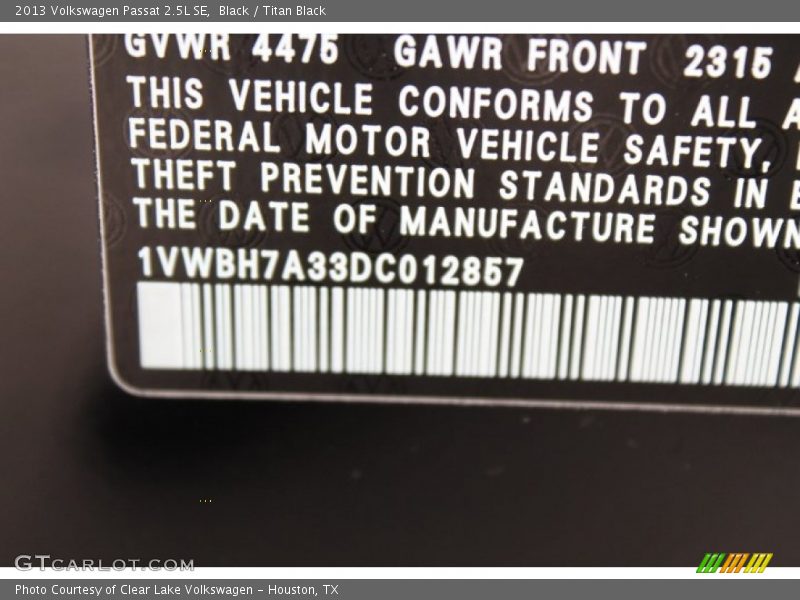 2013 Volkswagen Passat 2.5L SE,  Black / Titan Black
GVWR 4475 GAWR FRONT 2315
THIS VEHICLE CONFORMS TO ALL
FEDERAL MOTOR VEHICLE SAFETY,
THEFT PREVENTION STANDARDS IN
THE DATE OF MANUFACTURE SHOWN
1VWBH7A33DC012857
GTCARLOT.COM
Photo Courtesy of Clear Lake Volkswagen – Houston, TX